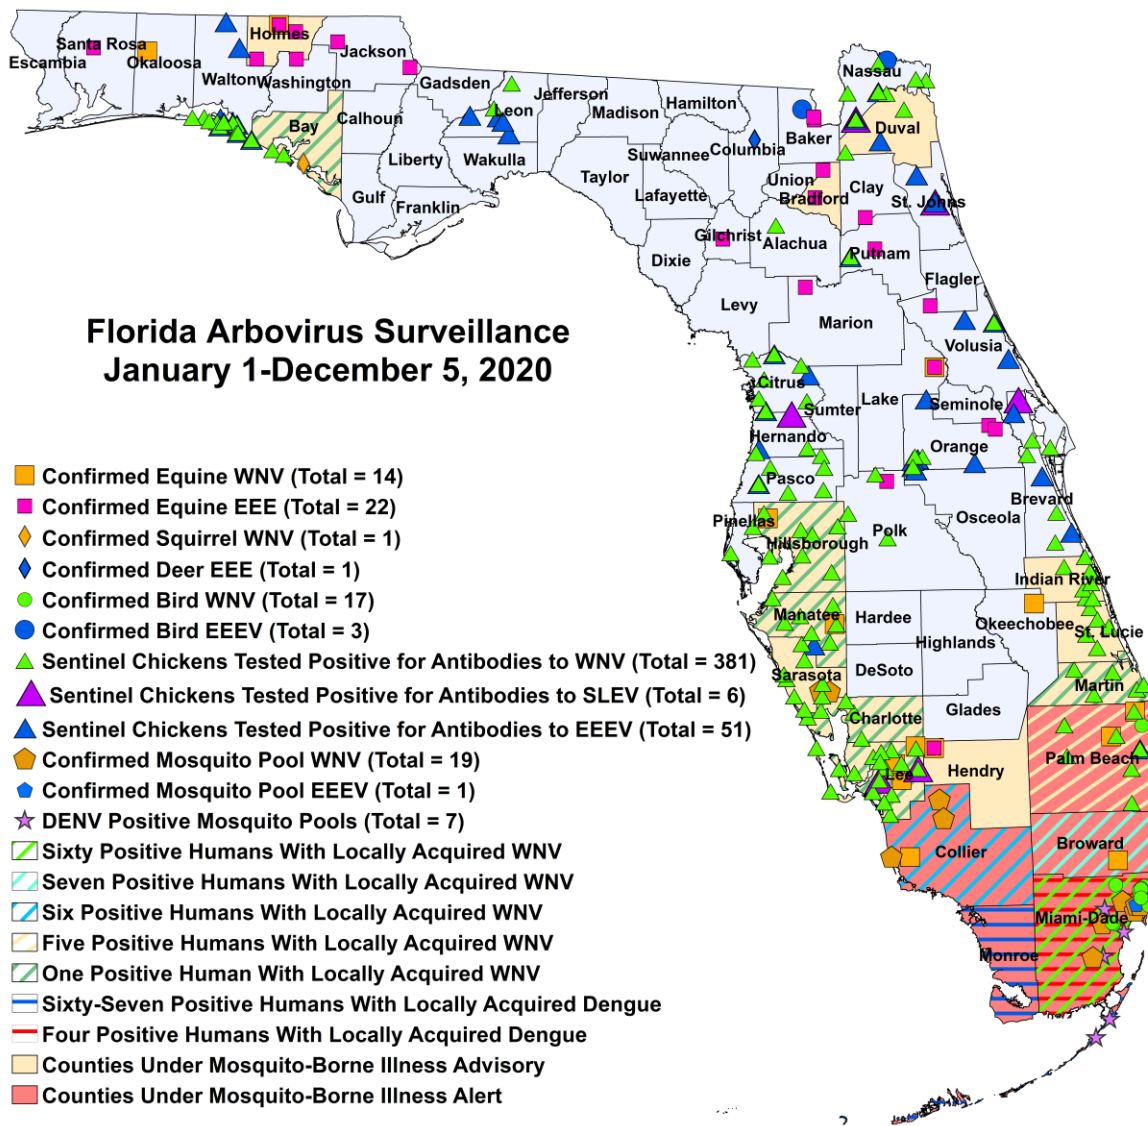 Holmes
Santa Rosa
Jackson
Escambia
Okaloosa
Walton
Washington
Gadsden
Nassau
Jefferson
Leon
Madison
Hamilton
Bay
Calhoun
Duval
Baker
Columbia
Suwannee
Liberty
Wakulla
Union
Taylor
Clay
Lafayette
Bradford
Gulf
Franklin
St. Johns
Gilchrist
Alachua
Putnam
Dixie
Flagler
Levy
Marion
Florida Arbovirus Surveillance
January 1-December 5, 2020
Volusia
Citrus
Lake
Seminole
Sumter
Hernando
Orange
Pasco
Brevard
Confirmed Equine WNV (Total = 14)
Confirmed Equine EEE (Total = 22)
Confirmed Squirrel WNV (Total = 1)
Confirmed Deer EEE (Total = 1)
Confirmed Bird WNV (Total = 17)
Confirmed Bird EEEV (Total = 3)
Sentinel Chickens Tested Positive for Antibodies to WNV (Total = 381)
Sentinel Chickens Tested Positive for Antibodies to SLEV (Total = 6)
Sentinel Chickens Tested Positive for Antibodies to EEEV (Total = 51)
Confirmed Mosquito Pool WNV (Total = 19)
Confirmed Mosquito Pool EEEV (Total = 1)
DENV Positive Mosquito Pools (Total = 7)
Sixty Positive Humans With Locally Acquired WNV
Seven Positive Humans With Locally Acquired WNV
Six Positive Humans With Locally Acquired WNV
Five Positive Humans With Locally Acquired WNV
One Positive Human With Locally Acquired WNV
Sixty-Seven Positive Humans With Locally Acquired Dengue
Four Positive Humans With Locally Acquired Dengue
Counties Under Mosquito-Borne Illness Advisory
Counties Under Mosquito-Borne Illness Alert
Pinellas
Osceola
Polk
Hillsborough
Indian River
Manatee
Hardee
Okeechobee
St. Lucie
Highlands
DeSoto
Sarasota
Martin
Glades
Charlotte
Palm Beach
Lee
Hendry
Collier
Broward
Miami-Dade
Monroe